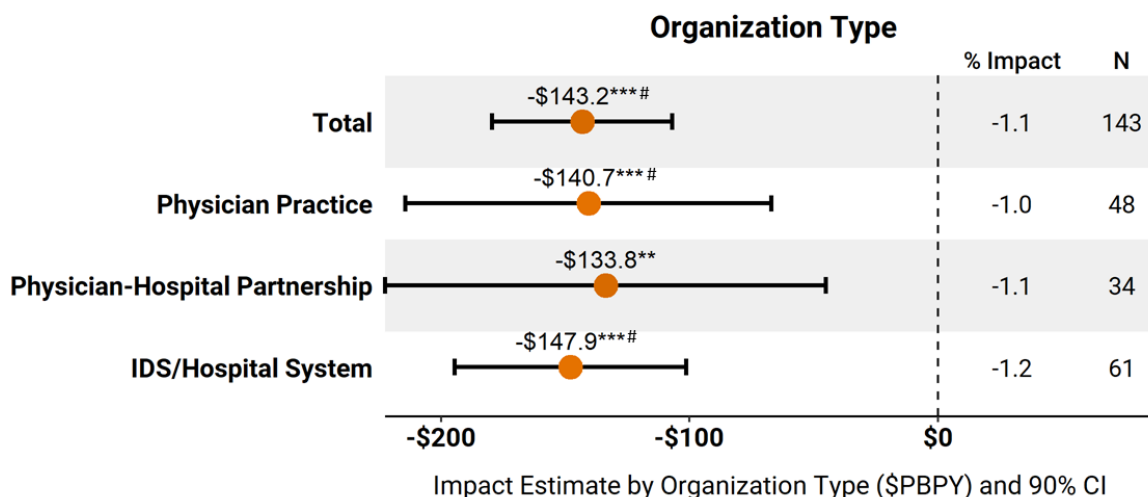 Organization Type
% Impact N
-$143.2***#
Total -1.1 143
-$140.7***#
Physician Practice -1.0 48
-$133.8**
Physician-Hospital Partnership -1.1 34
-$147.9***#
IDS/Hospital System -1.2 61
-$200 -$100 $0
Impact Estimate by Organization Type ($PBPY) and 90% CI